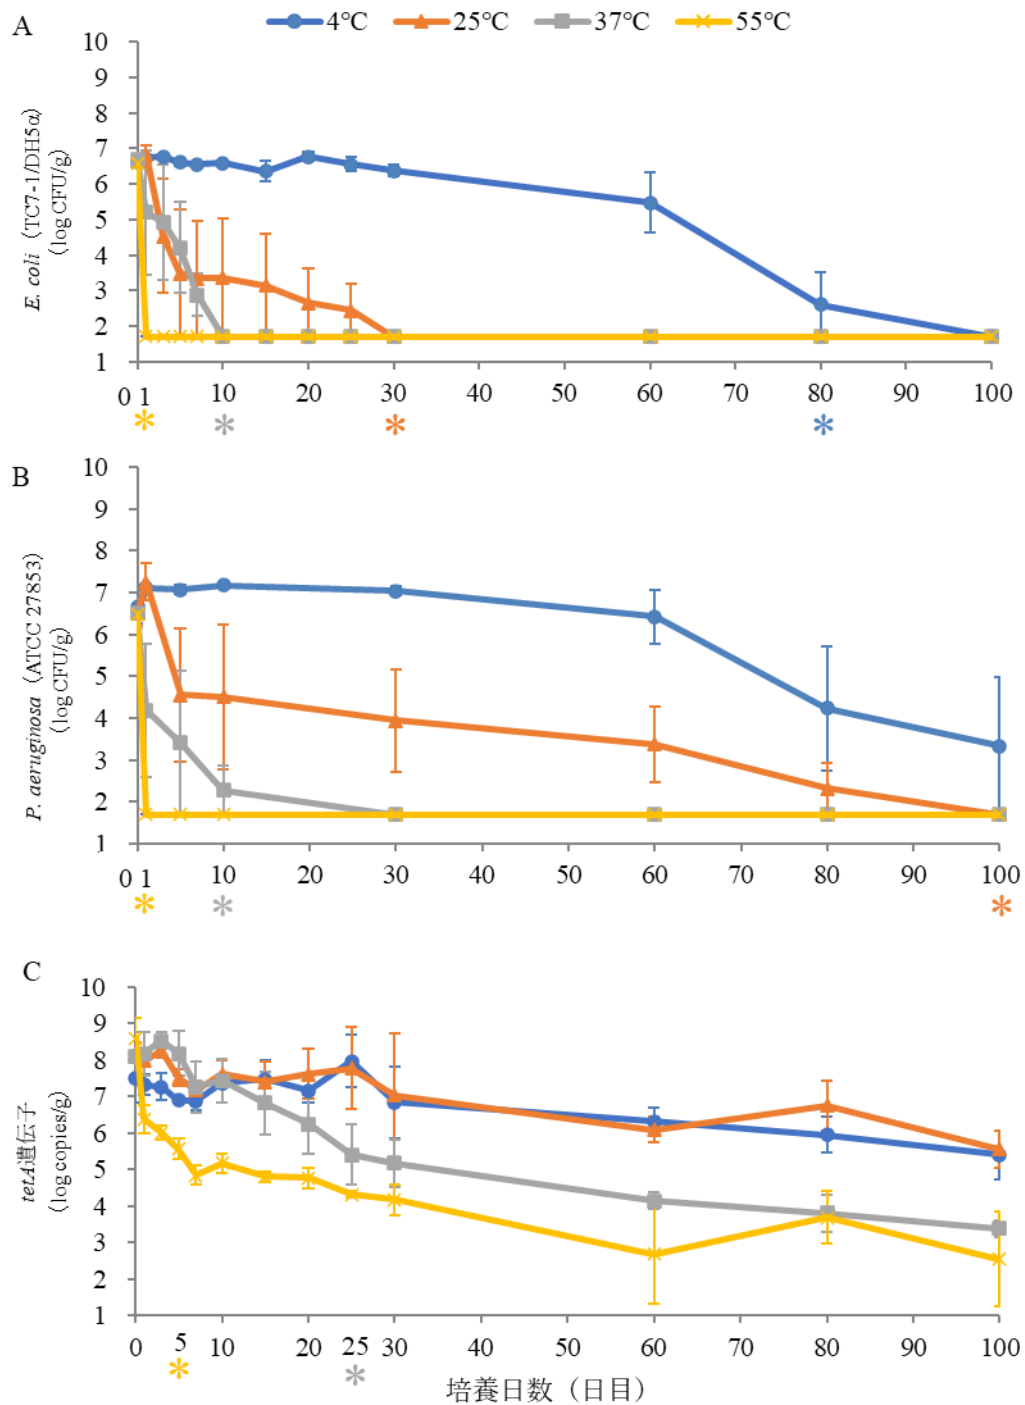 A
4℃ 25℃ 37℃ 55℃
E. coli (TC7-1/DH5α)
(log CFU/g)
10
9
8
7
6
5
4
3
2
1
0 1 10 20 30 40 50 60 70 80 90 100
* * * *
B
P. aeruginosa (ATCC 27853)
(log CFU/g)
10
9
8
7
6
5
4
3
2
1
0 1 10 20 30 40 50 60 70 80 90 100
* * *
C
tetA遺伝子
(log copies/g)
10
9
8
7
6
5
4
3
2
1
0 5 10 20 25 30 40 50 60 70 80 90 100
* *
培養日数（日目）